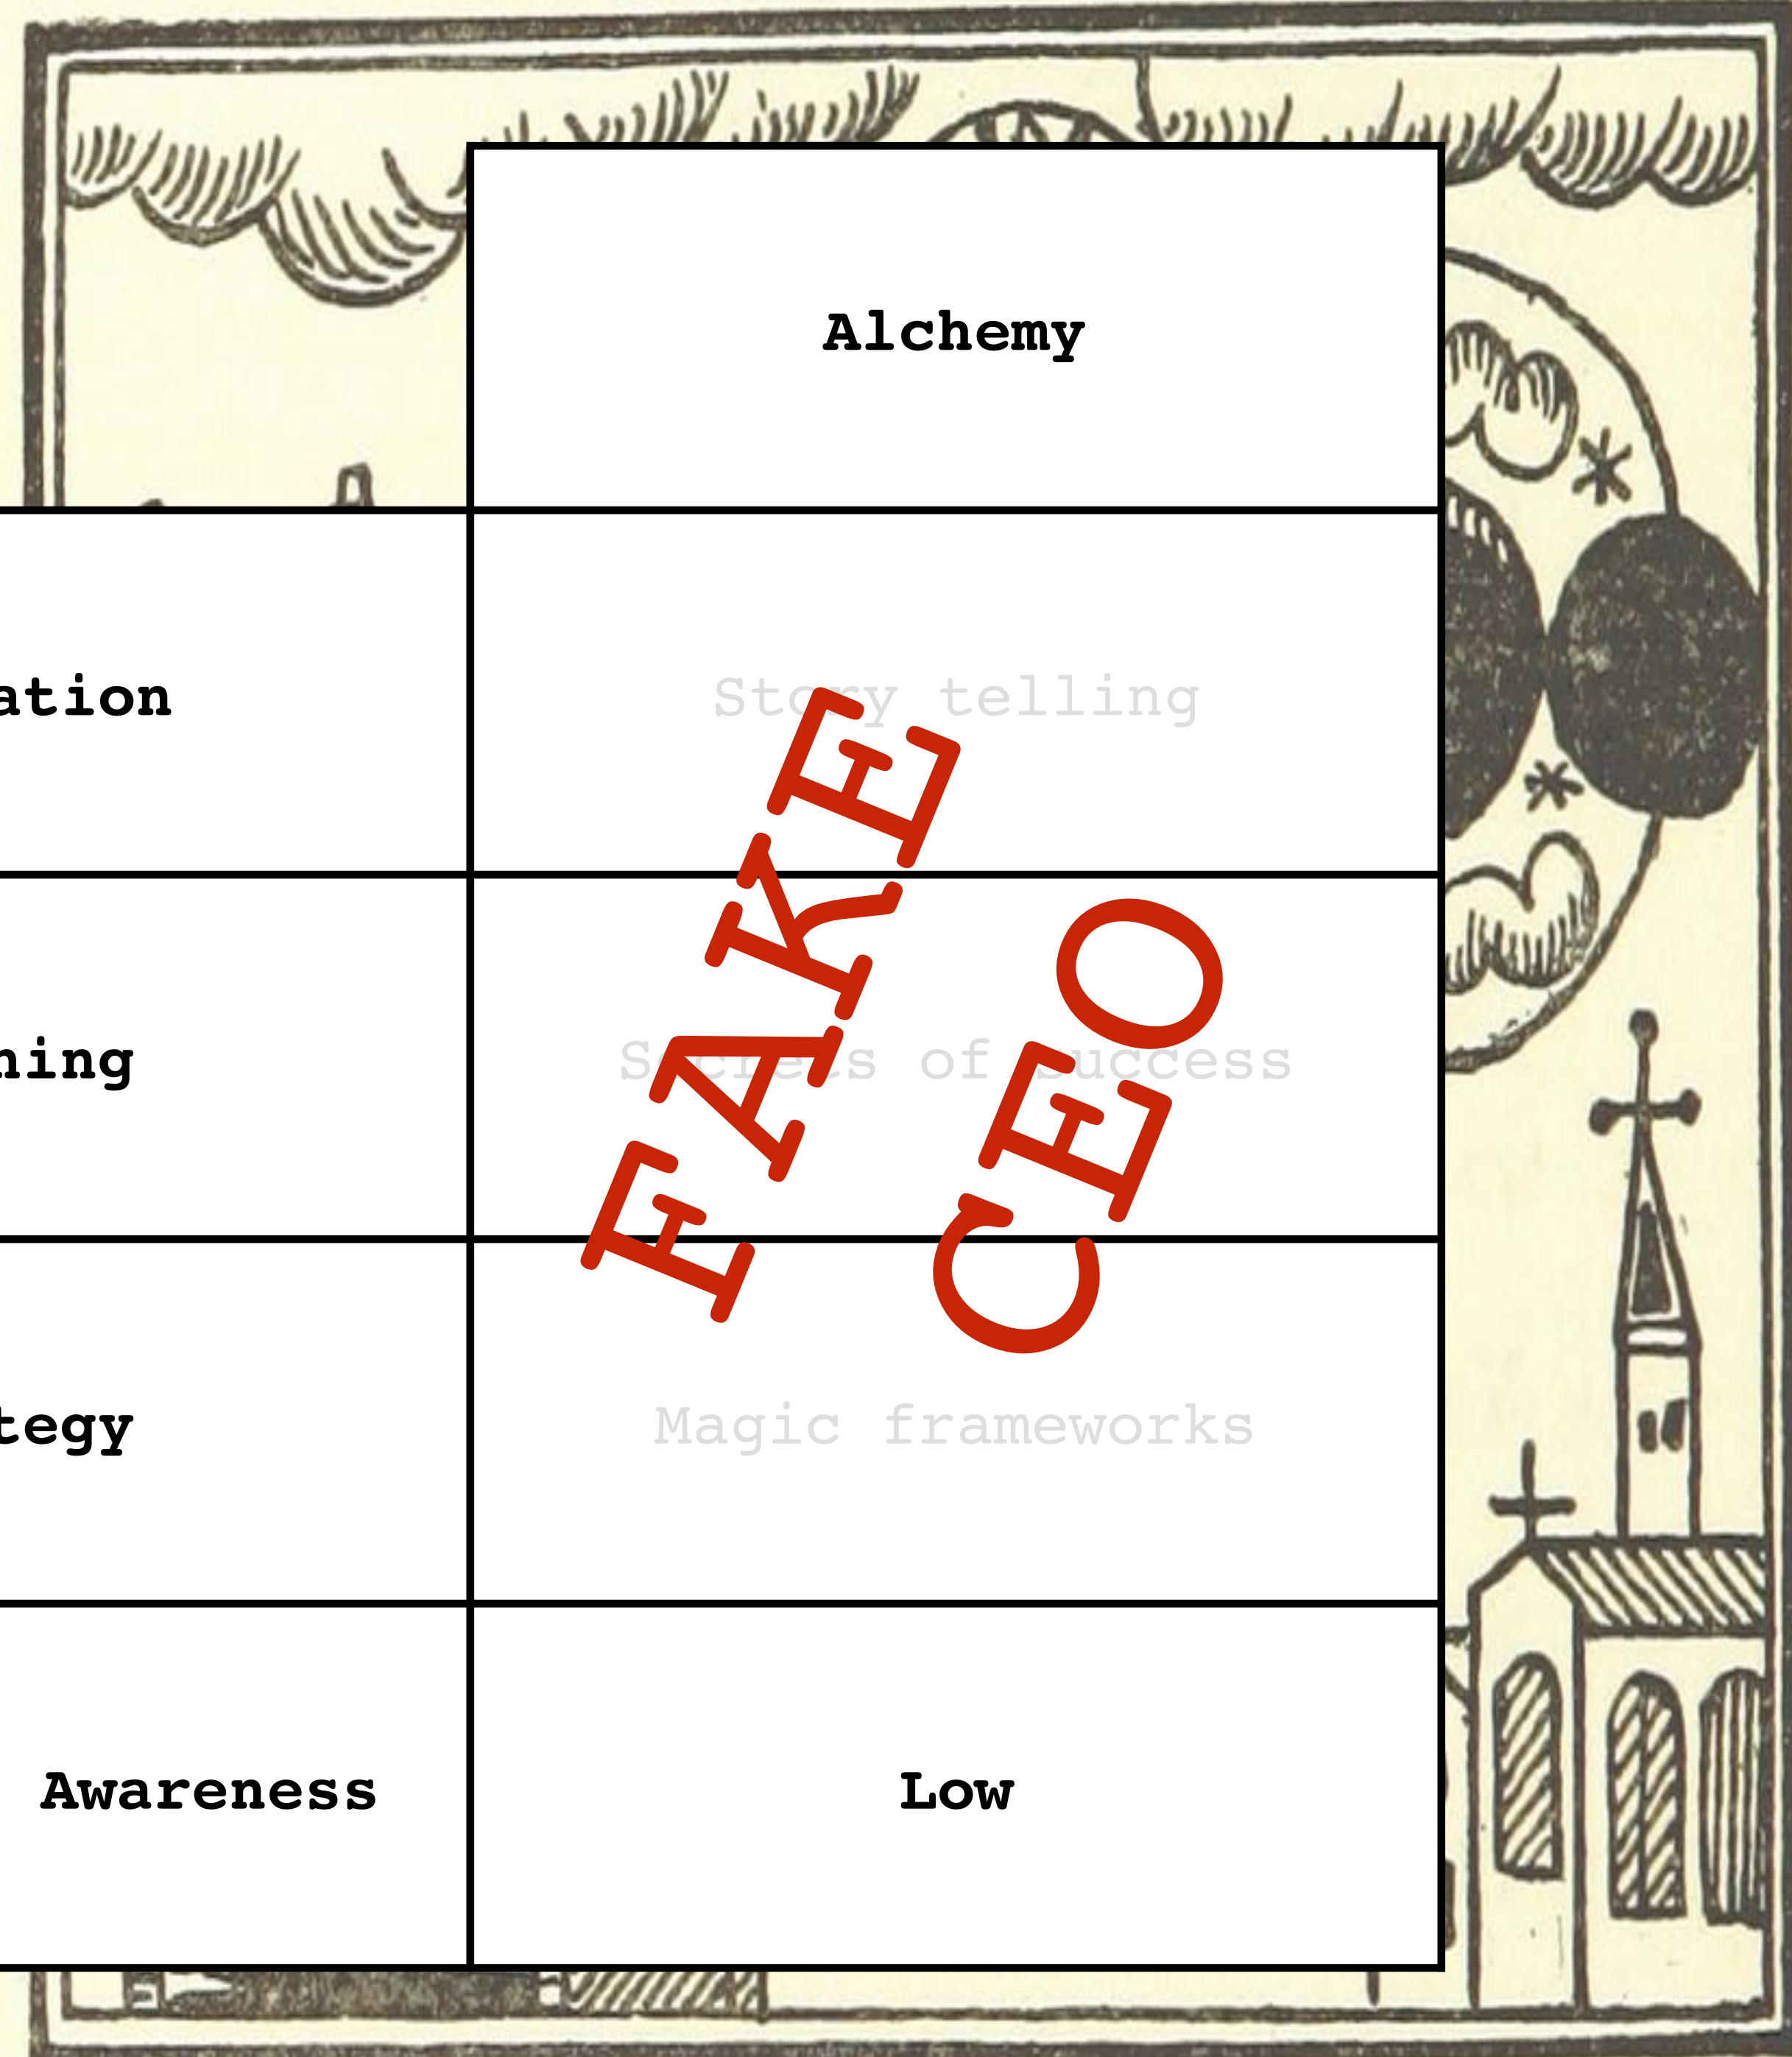 Alchemy
ation
Story telling
ning
Secrets of success
tegy
Magic frameworks
Awareness
Low
FAKE
CEO